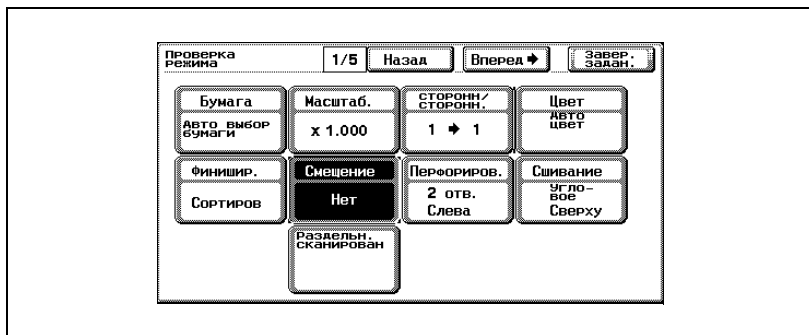 Проверка режима 1/5 Назад Вперед Завер. задан.
Бумага Масштаб. СТОРОНН/СТОРОНН. Цвет
Авто выбор бумаги x 1.000 1 1 Авто цвет
Финишир. Смещение Перфориров. Сшивание
Сортиров Нет 2 отв. Слева Угло-вое Сверху
Раздельн. сканирован